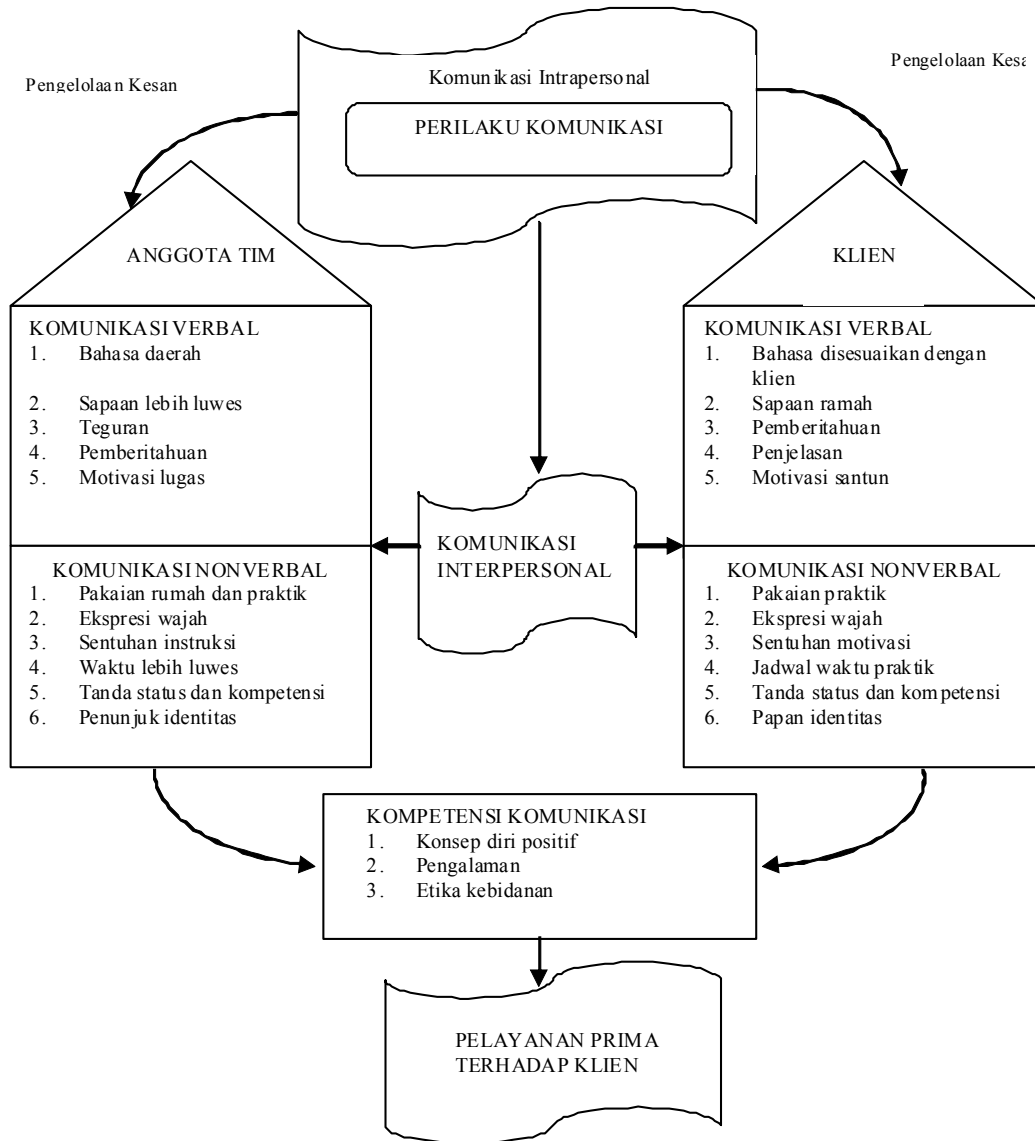 Pengelolaan Kesan
Komunikasi Intrapersonal
PERILAKU KOMUNIKASI
Pengelolaan Kesa
ANGGOTA TIM
KOMUNIKASI VERBAL
1. Bahasa daerah
2. Sapaan lebih luwes
3. Teguran
4. Pemberitahuan
5. Motivasi lugas
KOMUNIKASI NONVERBAL
1. Pakaian rumah dan praktik
2. Ekspresi wajah
3. Sentuhan instruksi
4. Waktu lebih luwes
5. Tanda status dan kompetensi
6. Penunjuk identitas
KOMUNIKASI
INTERPERSONAL
KLIEN
KOMUNIKASI VERBAL
1. Bahasa disesuaikan dengan
klien
2. Sapaan ramah
3. Pemberitahuan
4. Penjelasan
5. Motivasi santun
KOMUNIKASI NONVERBAL
1. Pakaian praktik
2. Ekspresi wajah
3. Sentuhan motivasi
4. Jadwal waktu praktik
5. Tanda status dan kompetensi
6. Papan identitas
KOMPETENSI KOMUNIKASI
1. Konsep diri positif
2. Pengalaman
3. Etika kebidanan
PELAYANAN PRIMA
TERHADAP KLIEN